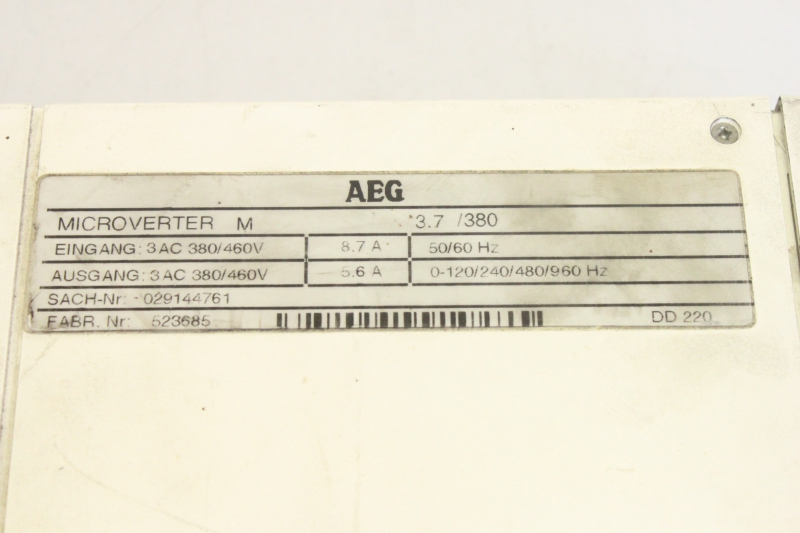 AEG
MICROVERTER M 3.7 /380
EINGANG: 3 AC 380/460V 8.7 A 50/60 Hz
AUSGANG: 3 AC 380/460V 5.6 A 0-120/240/480/960 Hz
SACH-Nr: 029144761
FABR. Nr: 523685 DD 220